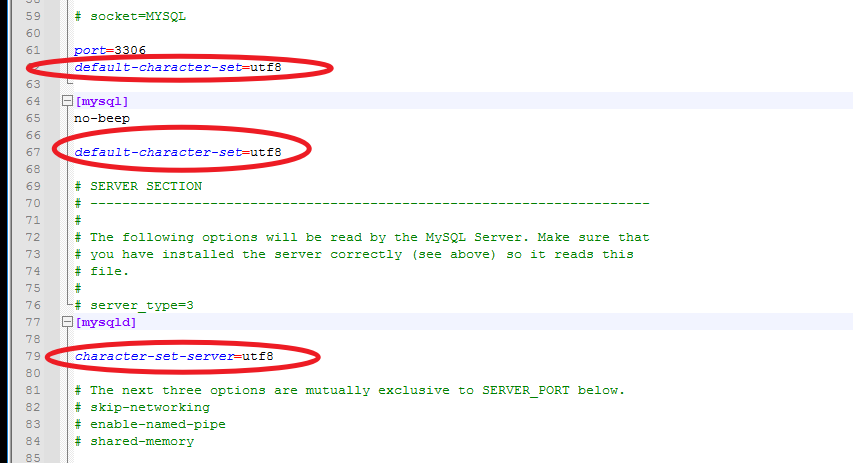 59 # socket=MYSQL
60
61 port=3306
default-character-set=utf8
63
64 [mysql]
65 no-beep
66
67 default-character-set=utf8
68
69 # SERVER SECTION
70 # ----------------------------------------------------------------------
71 #
72 # The following options will be read by the MySQL Server. Make sure that
73 # you have installed the server correctly (see above) so it reads this
74 # file.
75 #
76 # server_type=3
77 [mysqld]
78
79 character-set-server=utf8
80
81 # The next three options are mutually exclusive to SERVER_PORT below.
82 # skip-networking
83 # enable-named-pipe
84 # shared-memory
85